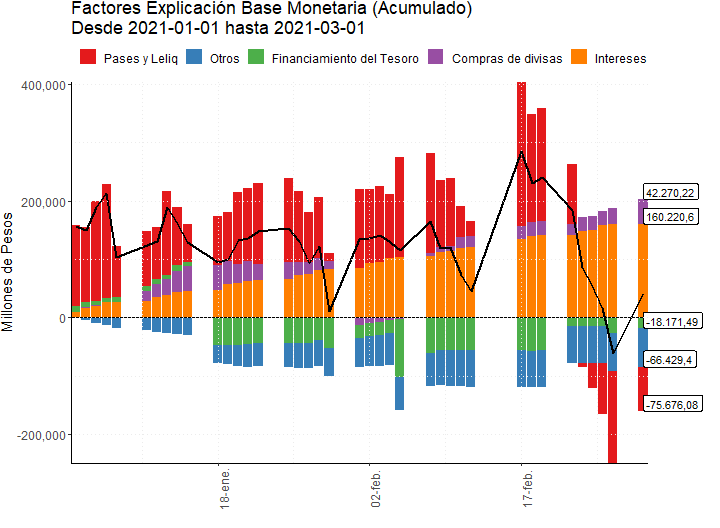 Factores Explicación Base Monetaria (Acumulado)
Desde 2021-01-01 hasta 2021-03-01
Pases y Leliq Otros Financiamiento del Tesoro Compras de divisas Intereses
Millones de Pesos
400,000
200,000
0
-200,000
42.270,22
160.220,6
-18.171,49
-66.429,4
-75.676,08
18-ene.
02-feb.
17-feb.